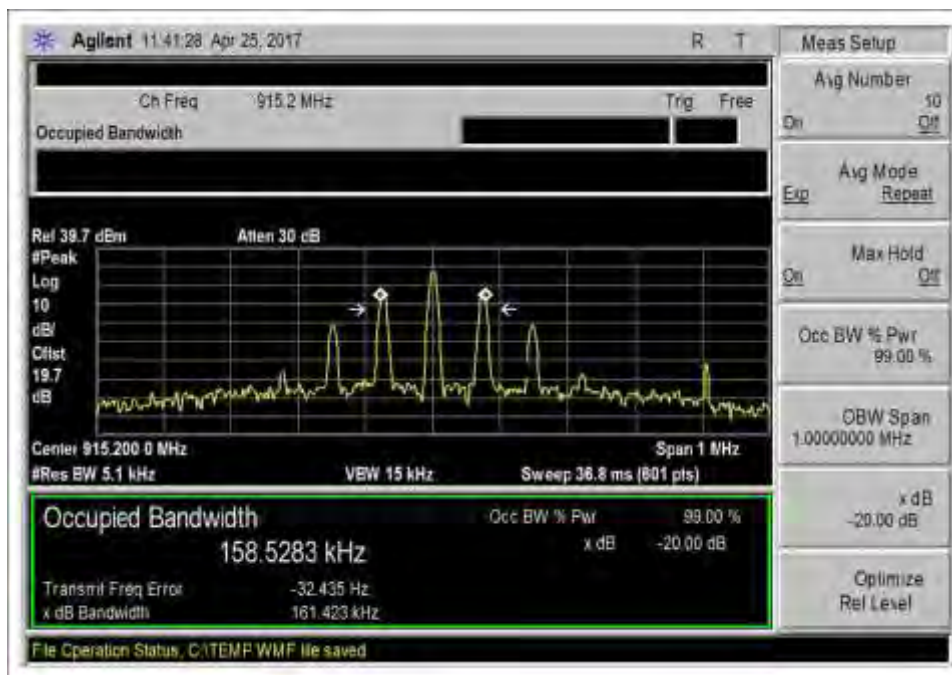 Agilent 11:41:28 Apr 25, 2017 R T
Ch Freq 915.2 MHz Trig Free
Occupied Bandwidth
Ref 39.7 dBm Atten 30 dB
#Peak
Log
10
dB/
Offst
19.7
dB
Center 915.200 0 MHz Span 1 MHz
#Res BW 5.1 kHz VBW 15 kHz Sweep 36.8 ms (601 pts)
Occupied Bandwidth Occ BW % Pwr 99.00 %
158.5283 kHz x dB -20.00 dB
Transmit Freq Error -32.435 Hz
x dB Bandwidth 161.423 kHz
File Operation Status, C:\TEMP.WMF file saved
Meas Setup
Avg Number
10
On Off
Avg Mode
Exp Repeat
Max Hold
On Off
Occ BW % Pwr
99.00 %
OBW Span
1.00000000 MHz
x dB
-20.00 dB
Optimize
Ref Level